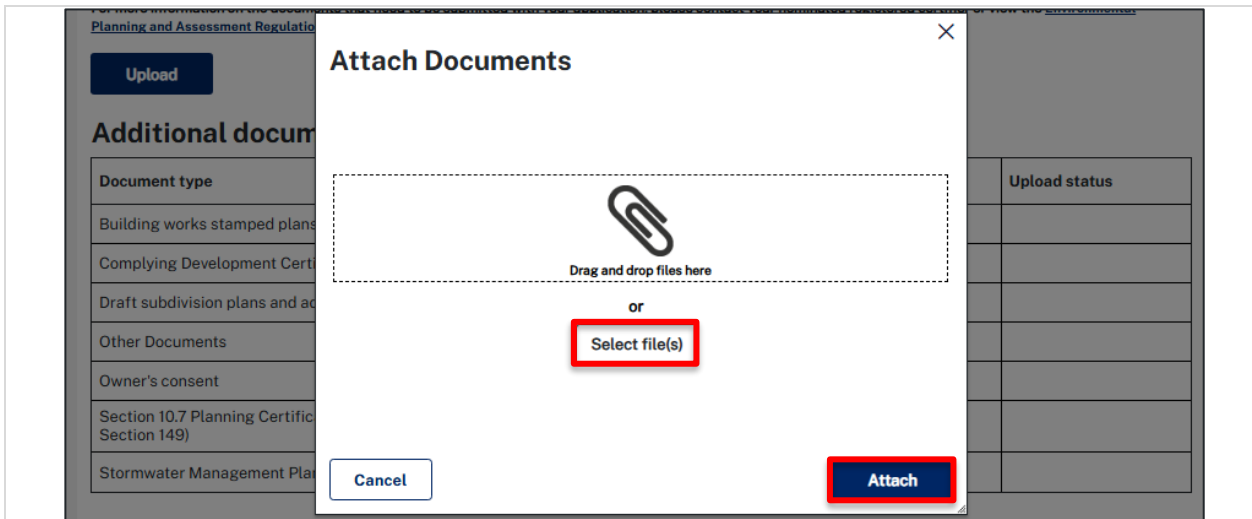 Planning and Assessment Regulatio
Upload
Attach Documents
Additional docum
Document type
Upload status
Building works stamped plans
Complying Development Certi
Draft subdivision plans and ad
Other Documents
Owner's consent
Section 10.7 Planning Certific
Section 149)
Stormwater Management Plan
Drag and drop files here
or
Select file(s)
Cancel
Attach